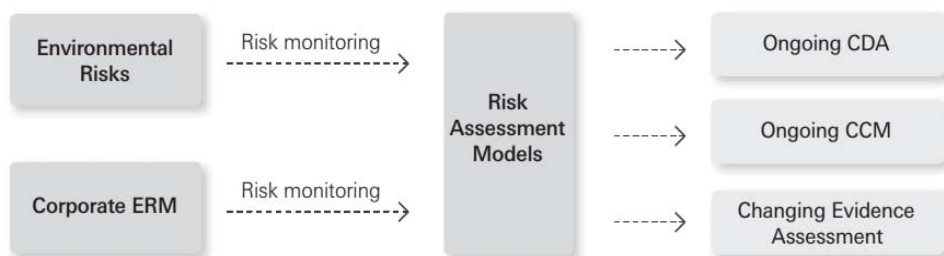 Environmental
Risks
Risk monitoring
Corporate ERM
Risk monitoring
Risk
Assessment
Models
Ongoing CDA
Ongoing CCM
Changing Evidence
Assessment